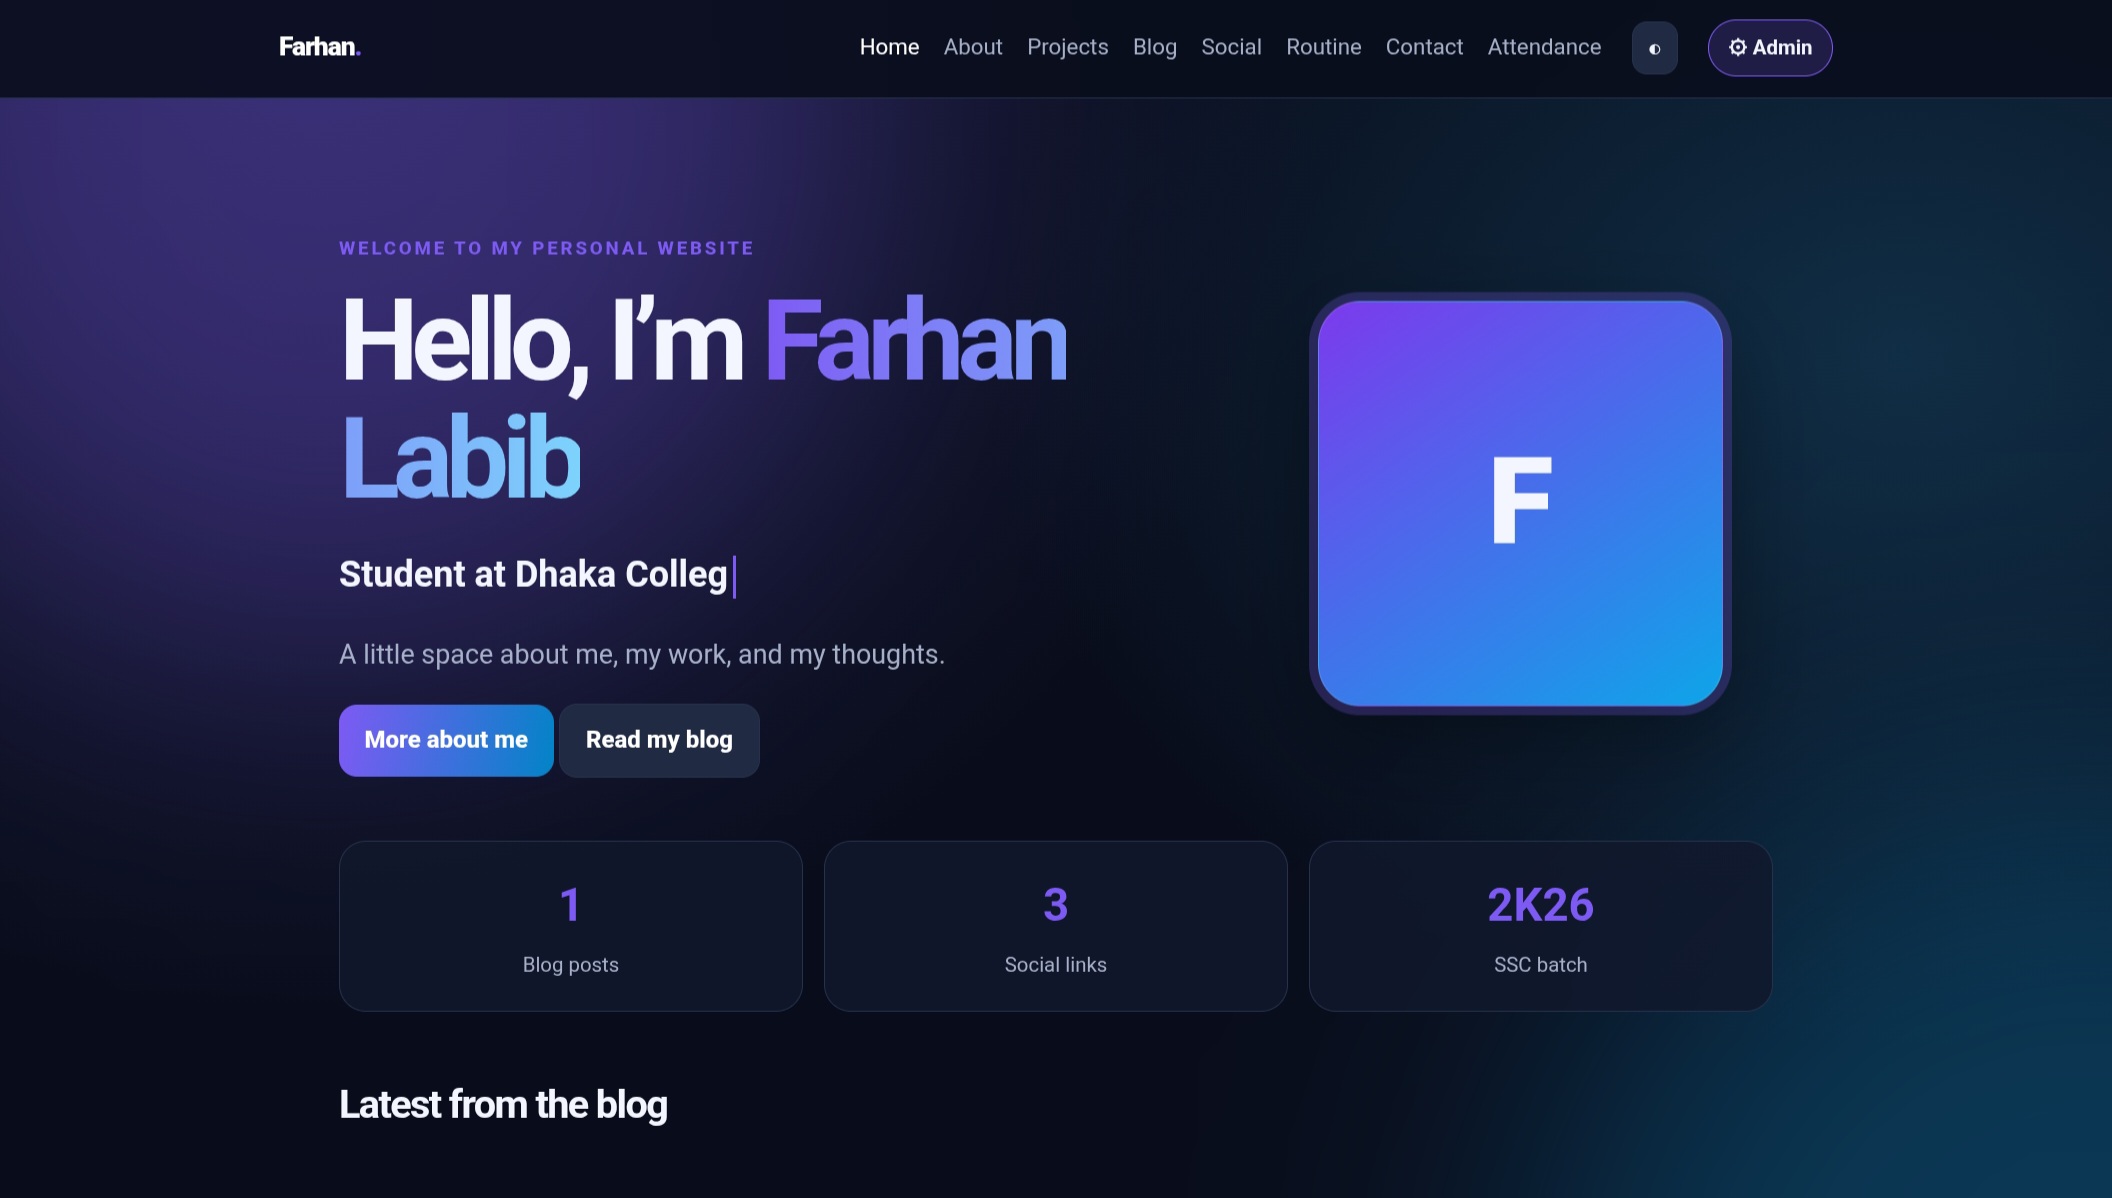 Farhan.
Home About Projects Blog Social Routine Contact Attendance ◐ ⚙ Admin
WELCOME TO MY PERSONAL WEBSITE
Hello, I’m Farhan
Labib
Student at Dhaka Colleg
A little space about me, my work, and my thoughts.
More about me Read my blog
F
1
Blog posts
3
Social links
2K26
SSC batch
Latest from the blog